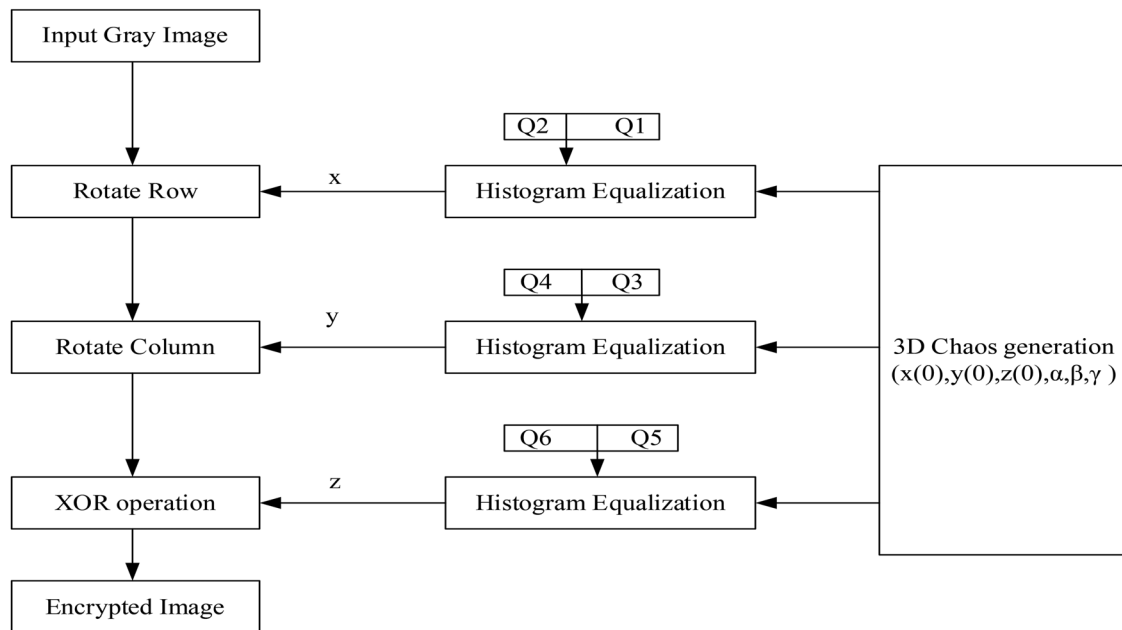 Input Gray Image
Q2 Q1
Rotate Row
x
Histogram Equalization
Q4 Q3
Rotate Column
y
Histogram Equalization
3D Chaos generation
(x(0),y(0),z(0),α,β,γ )
Q6 Q5
XOR operation
z
Histogram Equalization
Encrypted Image